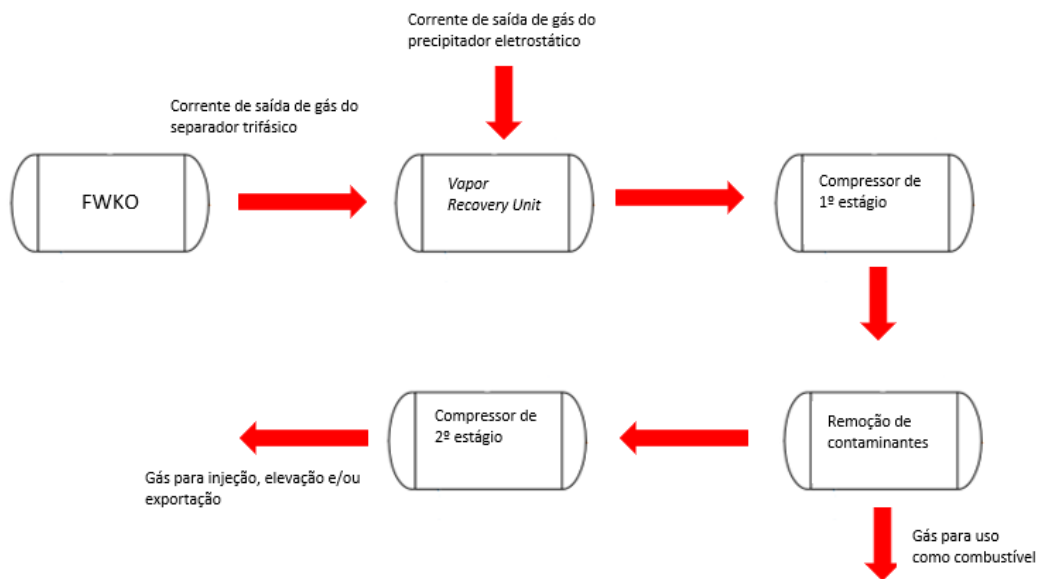 Corrente de saída de gás do
precipitador eletrostático
Corrente de saída de gás do
separador trifásico
FWKO
Vapor
Recovery Unit
Compressor de
1º estágio
Compressor de
2º estágio
Remoção de
contaminantes
Gás para injeção, elevação e/ou
exportação
Gás para uso
como combustível